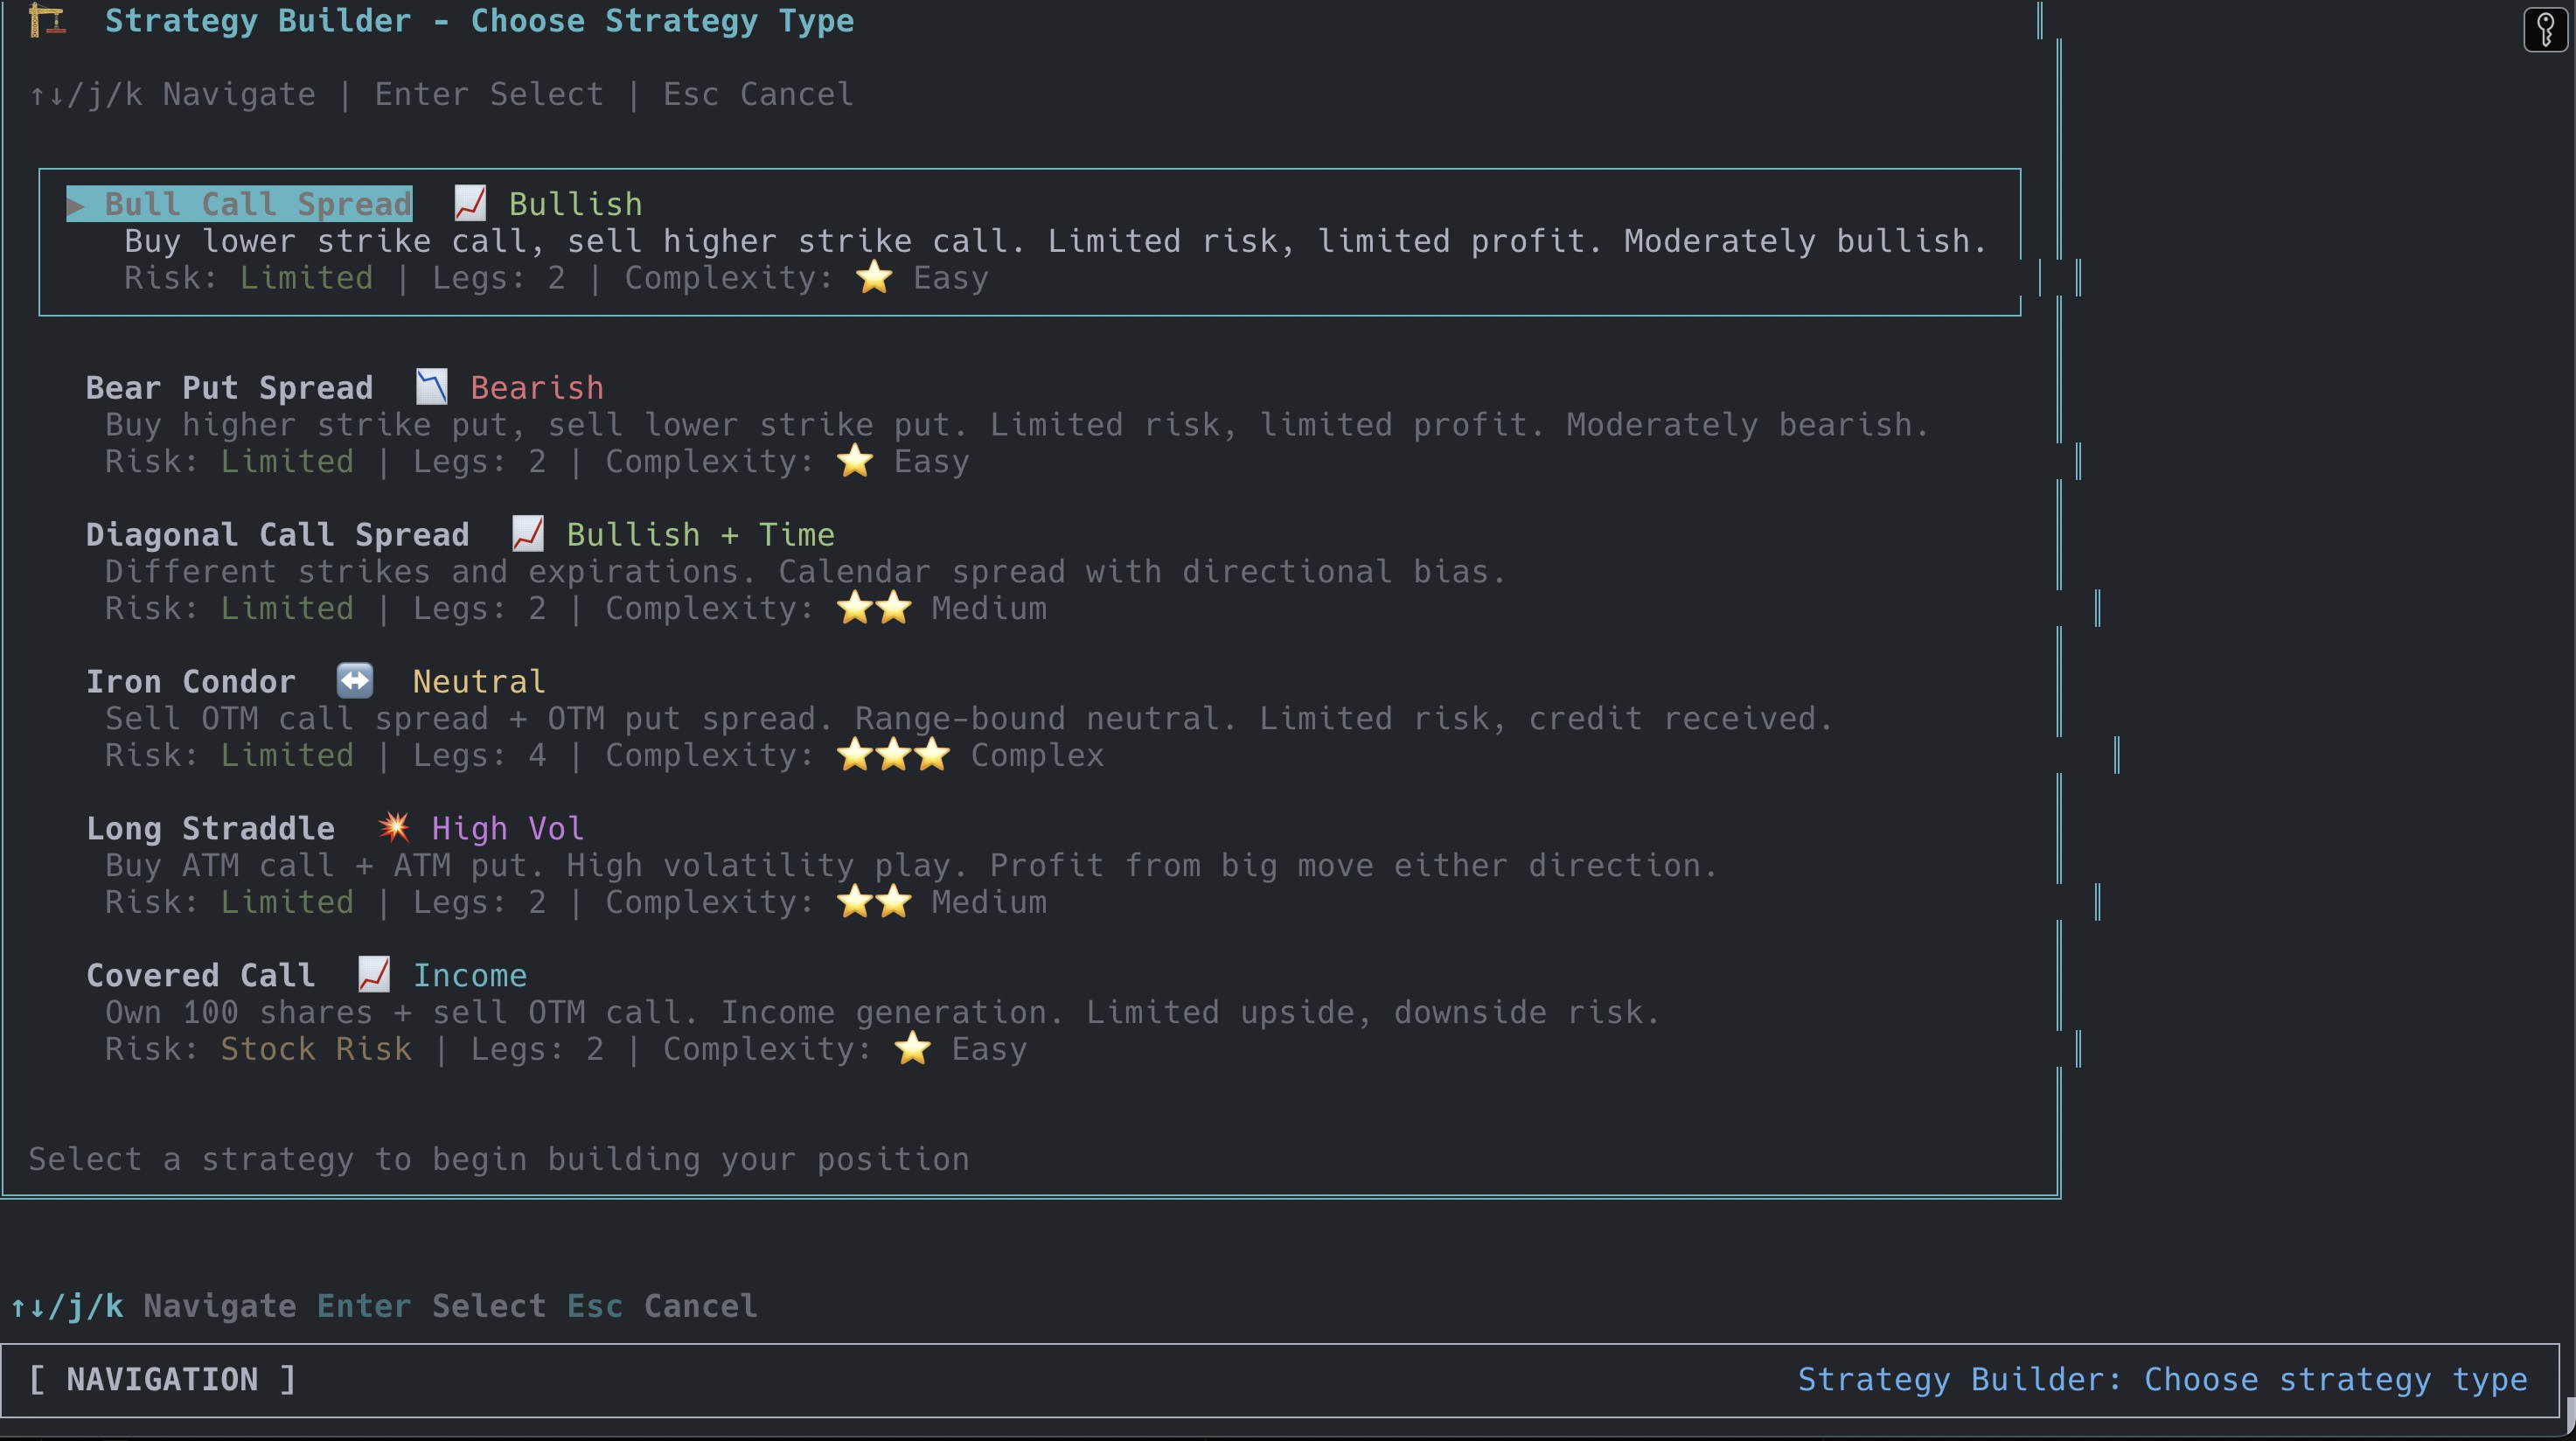 🏗️ Strategy Builder - Choose Strategy Type
↑↓/j/k Navigate | Enter Select | Esc Cancel
▶ Bull Call Spread 📈 Bullish
Buy lower strike call, sell higher strike call. Limited risk, limited profit. Moderately bullish.
Risk: Limited | Legs: 2 | Complexity: ⭐ Easy
Bear Put Spread 📉 Bearish
Buy higher strike put, sell lower strike put. Limited risk, limited profit. Moderately bearish.
Risk: Limited | Legs: 2 | Complexity: ⭐ Easy
Diagonal Call Spread 📈 Bullish + Time
Different strikes and expirations. Calendar spread with directional bias.
Risk: Limited | Legs: 2 | Complexity: ⭐⭐ Medium
Iron Condor ↔️ Neutral
Sell OTM call spread + OTM put spread. Range-bound neutral. Limited risk, credit received.
Risk: Limited | Legs: 4 | Complexity: ⭐⭐⭐ Complex
Long Straddle 💥 High Vol
Buy ATM call + ATM put. High volatility play. Profit from big move either direction.
Risk: Limited | Legs: 2 | Complexity: ⭐⭐ Medium
Covered Call 📈 Income
Own 100 shares + sell OTM call. Income generation. Limited upside, downside risk.
Risk: Stock Risk | Legs: 2 | Complexity: ⭐ Easy
Select a strategy to begin building your position
↑↓/j/k Navigate Enter Select Esc Cancel
[ NAVIGATION ] Strategy Builder: Choose strategy type